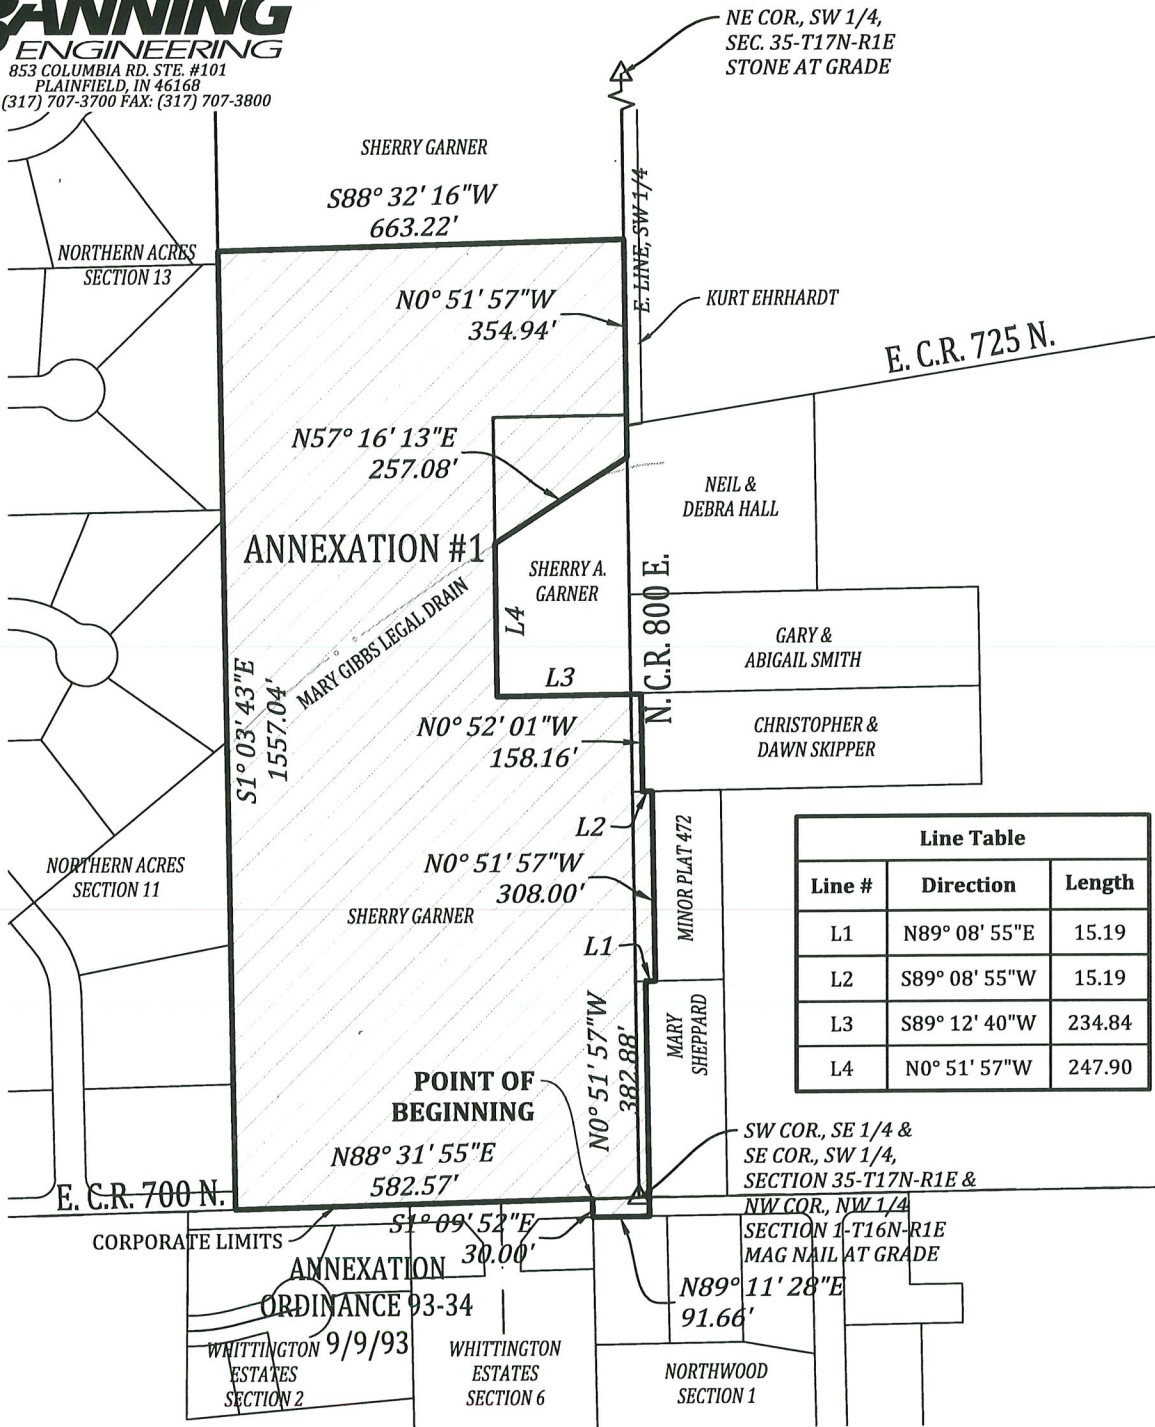 BANNING
ENGINEERING
853 COLUMBIA RD. STE. #101
PLAINFIELD, IN 46168
(317) 707-3700 FAX: (317) 707-3800
NE COR., SW 1/4,
SEC. 35-T17N-R1E
STONE AT GRADE
SHERRY GARNER
S88° 32' 16"W
663.22'
E. LINE, SW 1/4
NORTHERN ACRES
SECTION 13
N0° 51' 57"W
354.94'
KURT EHRHARDT
E. C.R. 725 N.
N57° 16' 13"E
257.08'
NEIL &
DEBRA HALL
ANNEXATION #1
SHERRY A.
GARNER
L4
N. C.R. 800 E.
MARY GIBBS LEGAL DRAIN
GARY &
ABIGAIL SMITH
L3
S1° 03' 43"E
1557.04'
N0° 52' 01"W
158.16'
CHRISTOPHER &
DAWN SKIPPER
L2
MINOR PLAT 472
NORTHERN ACRES
SECTION 11
N0° 51' 57"W
308.00'
SHERRY GARNER
L1
Line Table
Line # Direction Length
L1 N89° 08' 55"E 15.19
L2 S89° 08' 55"W 15.19
L3 S89° 12' 40"W 234.84
L4 N0° 51' 57"W 247.90
N0° 51' 57"W
382.88'
MARY
SHEPPARD
POINT OF
BEGINNING
N88° 31' 55"E
582.57'
SW COR., SE 1/4 &
SE COR., SW 1/4,
SECTION 35-T17N-R1E &
NW COR., NW 1/4
SECTION 1-T16N-R1E
MAG NAIL AT GRADE
E. C.R. 700 N.
CORPORATE LIMITS
S1° 09' 52"E
30.00'
ANNEXATION
ORDINANCE 93-34
9/9/93
N89° 11' 28"E
91.66'
WHITTINGTON
ESTATES
SECTION 2
WHITTINGTON
ESTATES
SECTION 6
NORTHWOOD
SECTION 1